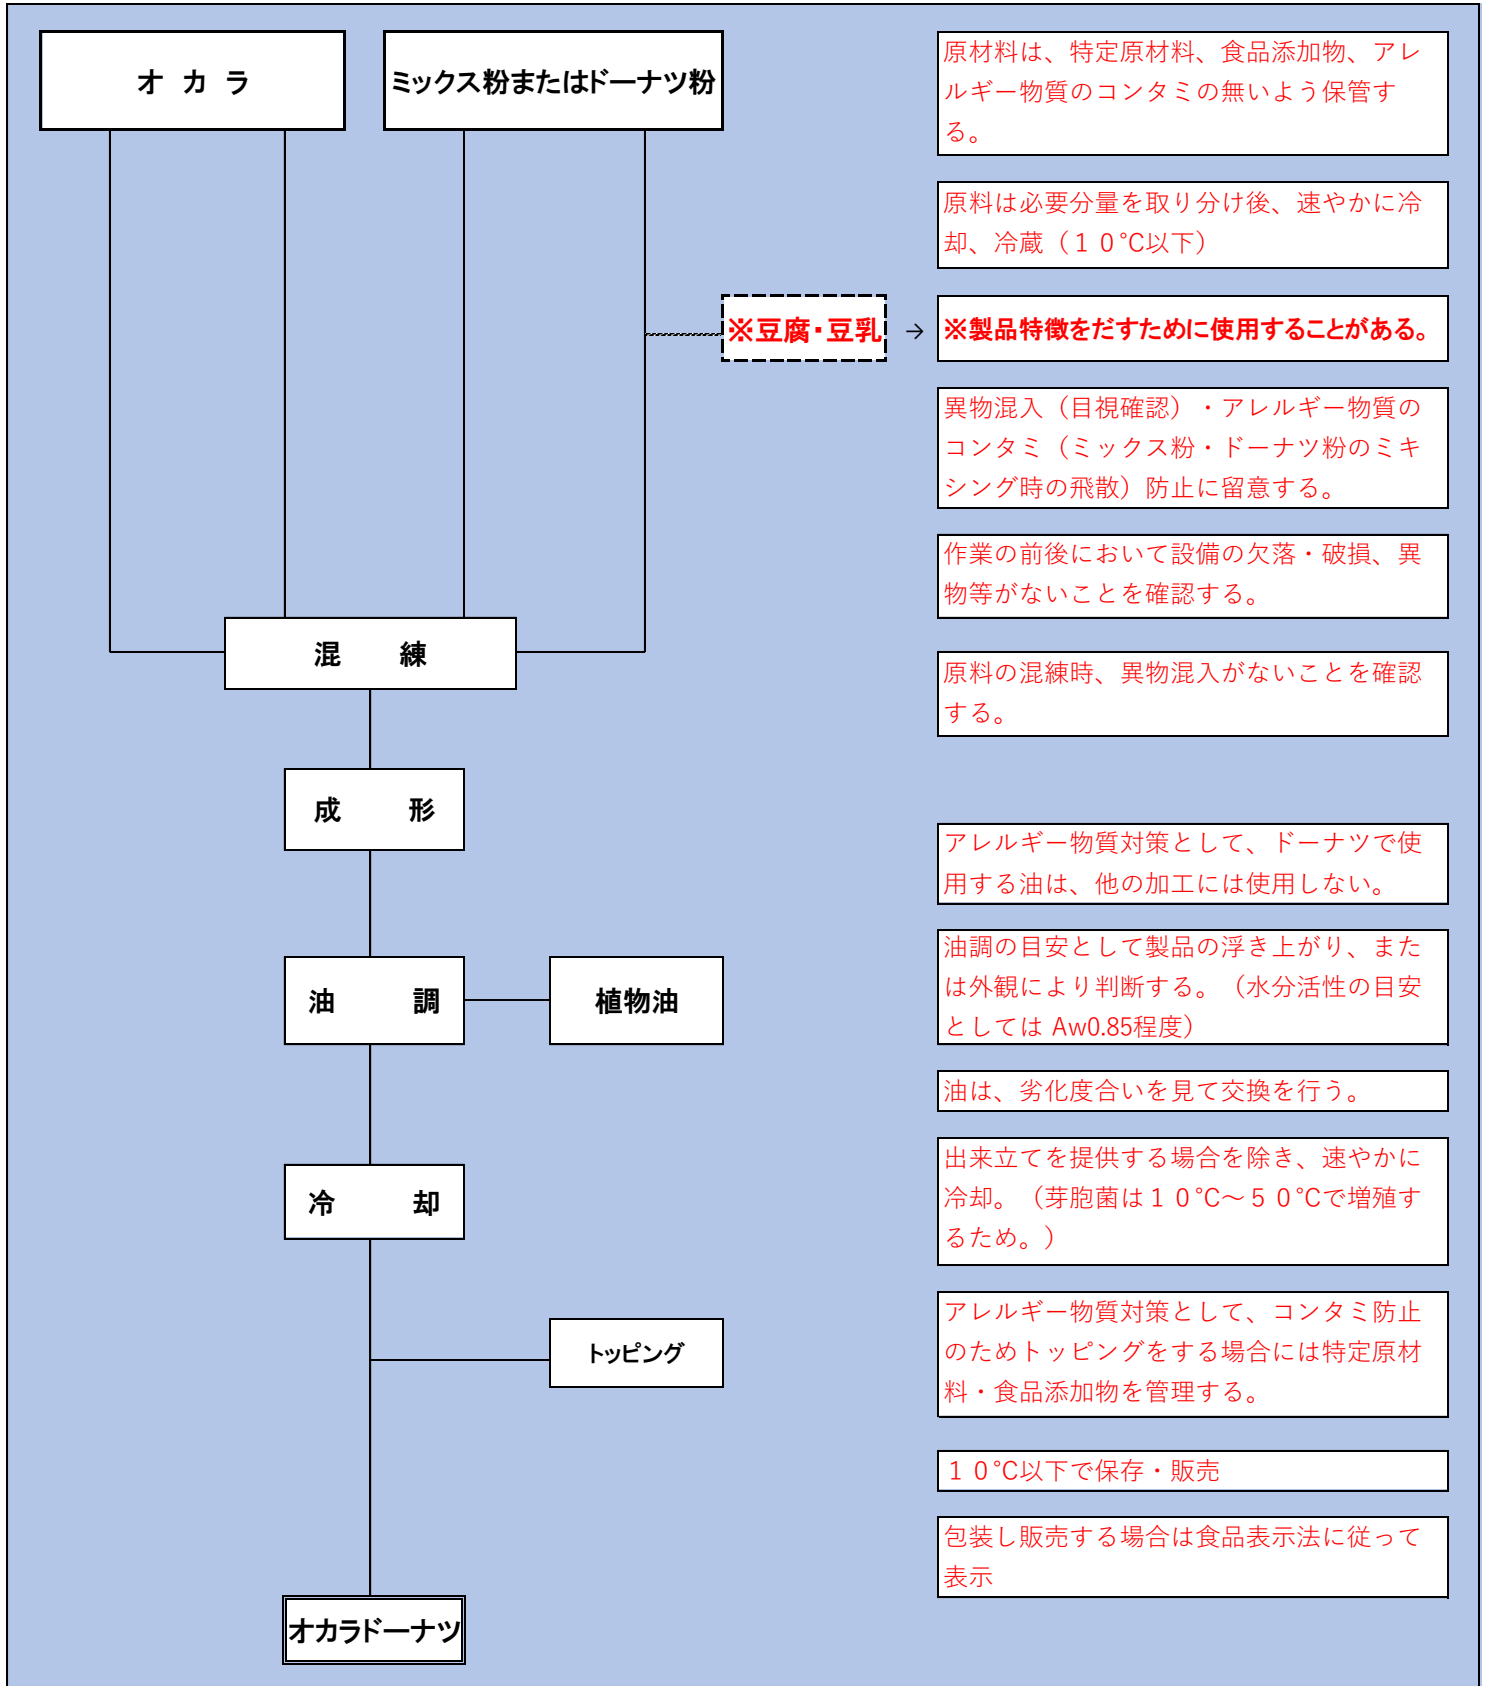 オ カ ラ
ミックス粉またはドーナツ粉
原材料は、特定原材料、食品添加物、アレ
ルギー物質のコンタミの無いよう保管す
る。
原料は必要分量を取り分け後、速やかに冷
却、冷蔵（１０℃以下）
※豆腐・豆乳
→
※製品特徴をだすために使用することがある。
異物混入（目視確認）・アレルギー物質の
コンタミ（ミックス粉・ドーナツ粉のミキ
シング時の飛散）防止に留意する。
作業の前後において設備の欠落・破損、異
物等がないことを確認する。
混 練
原料の混練時、異物混入がないことを確認
する。
成 形
アレルギー物質対策として、ドーナツで使
用する油は、他の加工には使用しない。
油 調
植物油
油調の目安として製品の浮き上がり、また
は外観により判断する。（水分活性の目安
としては Aw0.85程度）
油は、劣化度合いを見て交換を行う。
冷 却
出来立てを提供する場合を除き、速やかに
冷却。（芽胞菌は１０℃～５０℃で増殖す
るため。）
トッピング
アレルギー物質対策として、コンタミ防止
のためトッピングをする場合には特定原材
料・食品添加物を管理する。
１０℃以下で保存・販売
包装し販売する場合は食品表示法に従って
表示
オカラドーナツ